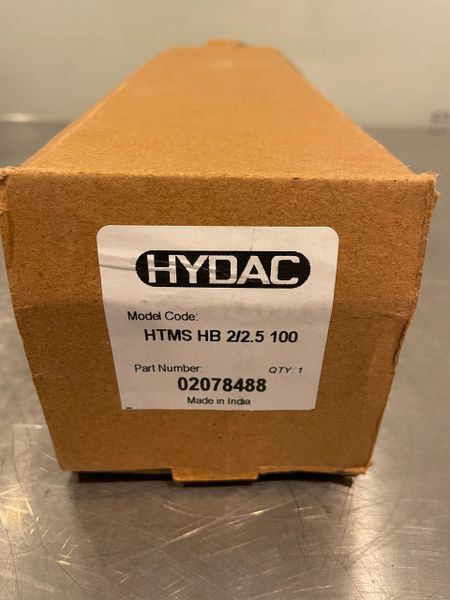 HYDAC
Model Code:
HTMS HB 2/2.5 100
Part Number: QTY: 1
02078488
Made in India